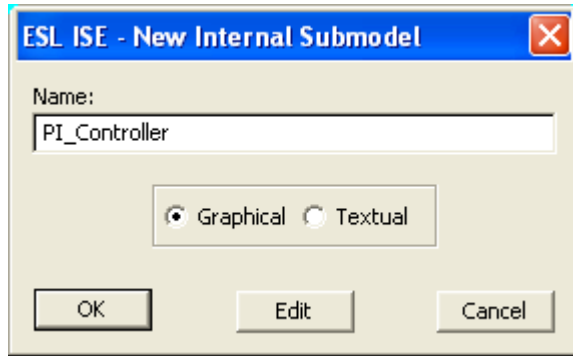 ESL ISE - New Internal Submodel
Name:
PI_Controller
Graphical Textual
OK Edit Cancel